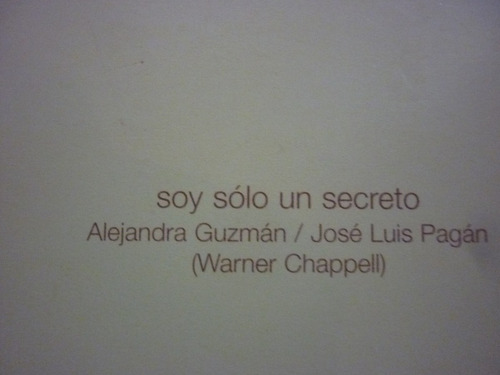 soy sólo un secreto
Alejandra Guzmán / José Luis Pagán
(Warner Chappell)